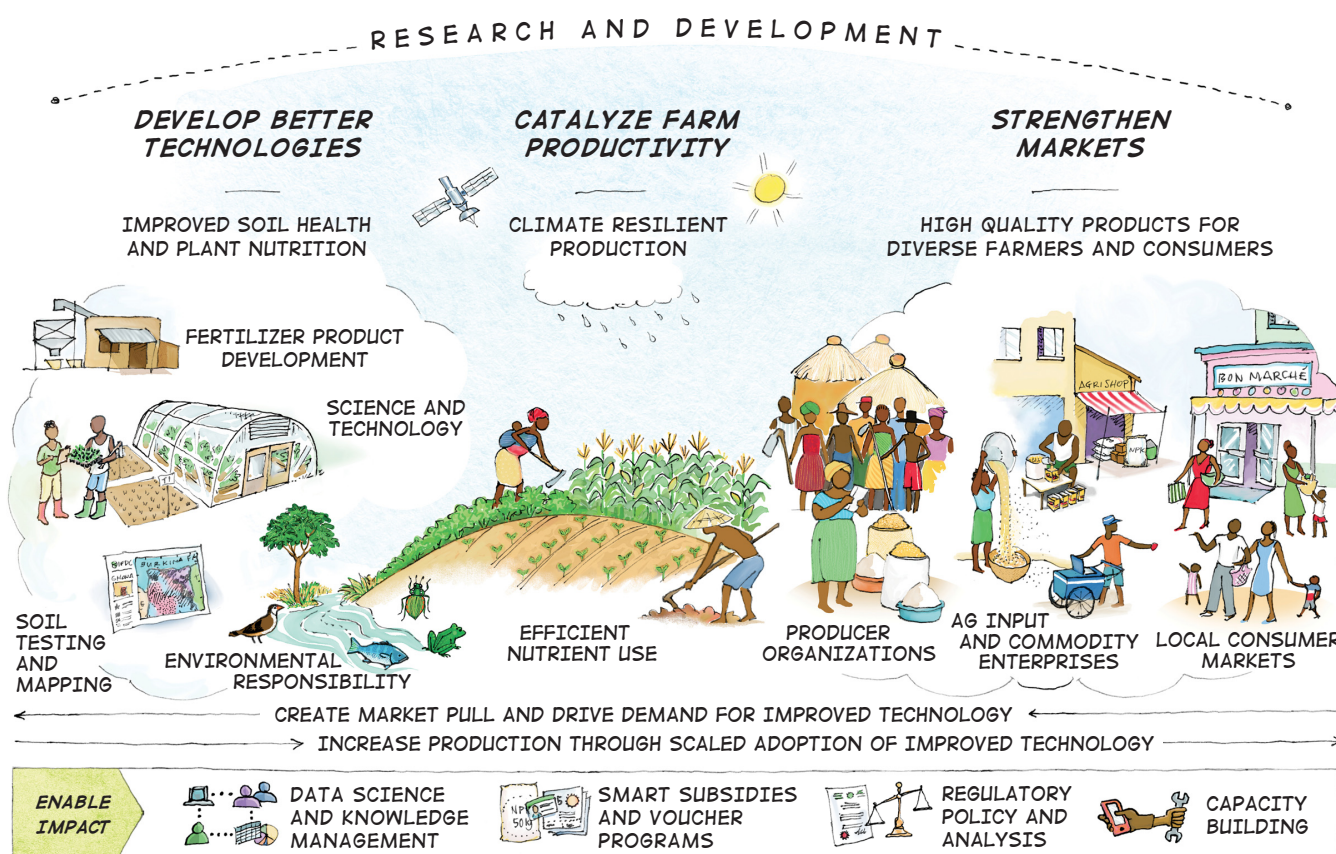 RESEARCH AND DEVELOPMENT
DEVELOP BETTER
TECHNOLOGIES
IMPROVED SOIL HEALTH
AND PLANT NUTRITION
FERTILIZER PRODUCT
DEVELOPMENT
SCIENCE AND
TECHNOLOGY
SOIL
TESTING
AND
MAPPING
BURKINA
ENVIRONMENTAL
RESPONSIBILITY
CATALYZE FARM
PRODUCTIVITY
CLIMATE RESILIENT
PRODUCTION
EFFICIENT
NUTRIENT USE
STRENGTHEN
MARKETS
HIGH QUALITY PRODUCTS FOR
DIVERSE FARMERS AND CONSUMERS
AGRISHOP
NPK
BON MARCHÉ
PRODUCER
ORGANIZATIONS
AG INPUT
AND COMMODITY
ENTERPRISES
LOCAL CONSUMER
MARKETS
CREATE MARKET PULL AND DRIVE DEMAND FOR IMPROVED TECHNOLOGY
INCREASE PRODUCTION THROUGH SCALED ADOPTION OF IMPROVED TECHNOLOGY
ENABLE
IMPACT
DATA SCIENCE
AND KNOWLEDGE
MANAGEMENT
NPK
50kg
SMART SUBSIDIES
AND VOUCHER
PROGRAMS
REGULATORY
POLICY AND
ANALYSIS
CAPACITY
BUILDING